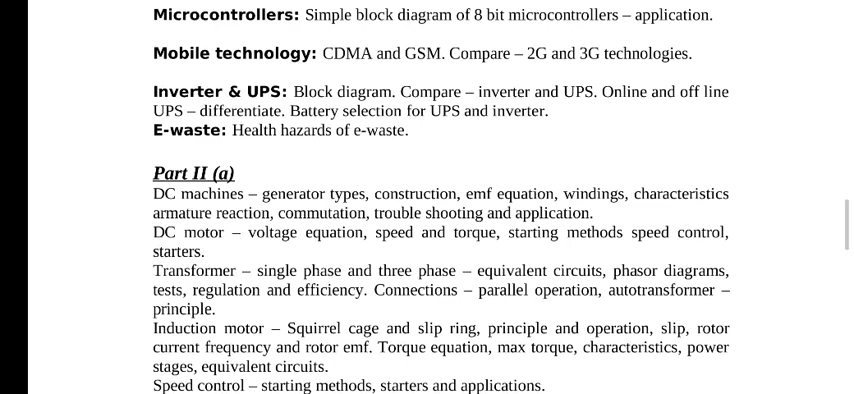 Microcontrollers: Simple block diagram of 8 bit microcontrollers – application.
Mobile technology: CDMA and GSM. Compare – 2G and 3G technologies.
Inverter & UPS: Block diagram. Compare – inverter and UPS. Online and off line
UPS – differentiate. Battery selection for UPS and inverter.
E-waste: Health hazards of e-waste.
Part II (a)
DC machines – generator types, construction, emf equation, windings, characteristics
armature reaction, commutation, trouble shooting and application.
DC motor – voltage equation, speed and torque, starting methods speed control,
starters.
Transformer – single phase and three phase – equivalent circuits, phasor diagrams,
tests, regulation and efficiency. Connections – parallel operation, autotransformer –
principle.
Induction motor – Squirrel cage and slip ring, principle and operation, slip, rotor
current frequency and rotor emf. Torque equation, max torque, characteristics, power
stages, equivalent circuits.
Speed control – starting methods, starters and applications.